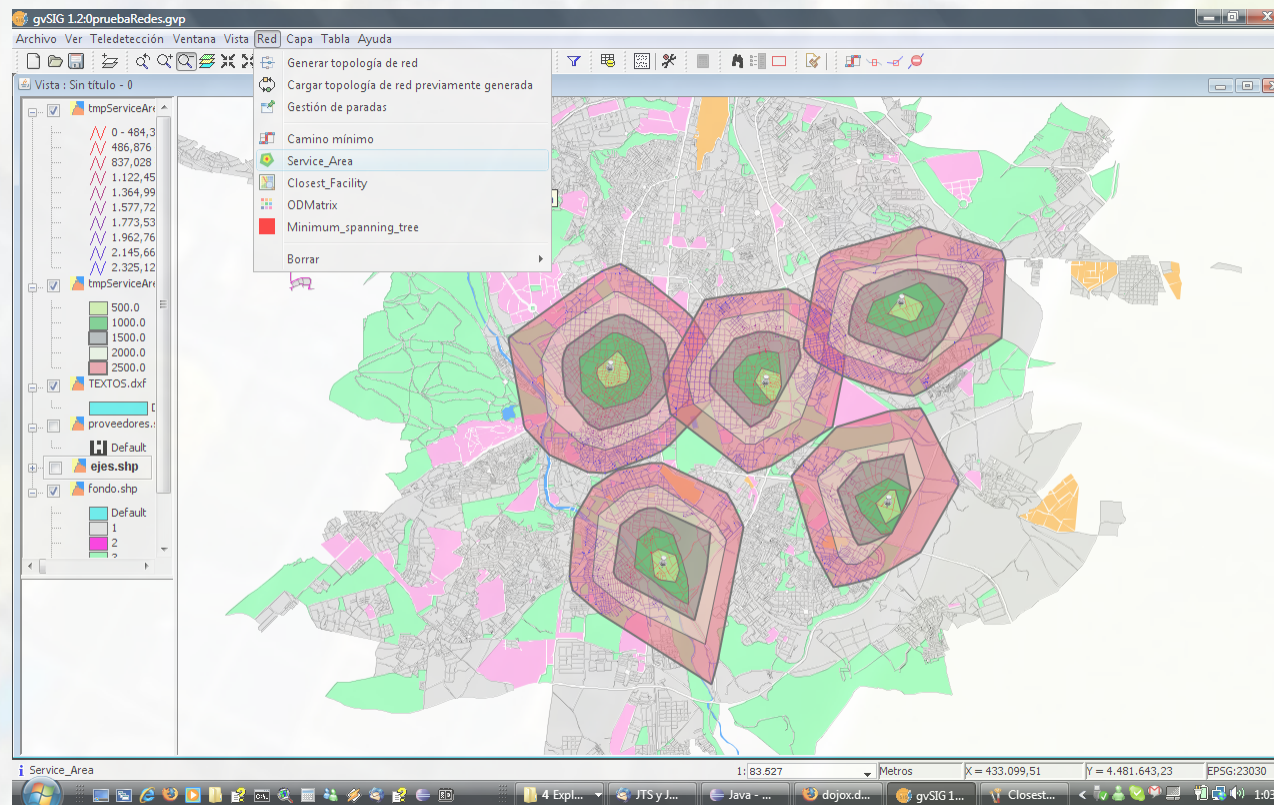 gvSIG 1.2:0pruebaRedes.gvp
Archivo Ver Teledetección Ventana Vista Red Capa Tabla Ayuda
Vista : Sin título - 0
Generar topología de red
Cargar topología de red previamente generada
Gestión de paradas
Camino mínimo
Service_Area
Closest_Facility
ODMatrix
Minimum_spanning_tree
Borrar
tmpServiceAre
0 - 484,3
486,876
837,028
1.122,45
1.364,99
1.577,72
1.773,53
1.962,76
2.145,66
2.325,12
tmpServiceAre
500.0
1000.0
1500.0
2000.0
2500.0
TEXTOS.dxf
proveedores.s
Default
ejes.shp
fondo.shp
Default
1
2
Service_Area
1: 83.527
Metros
X = 433.099,51
Y = 4.481.643,23
EPSG:23030
4 Expl...
JTS y J...
Java - ...
dojox.d...
gvSIG 1...
Closest...
1:03